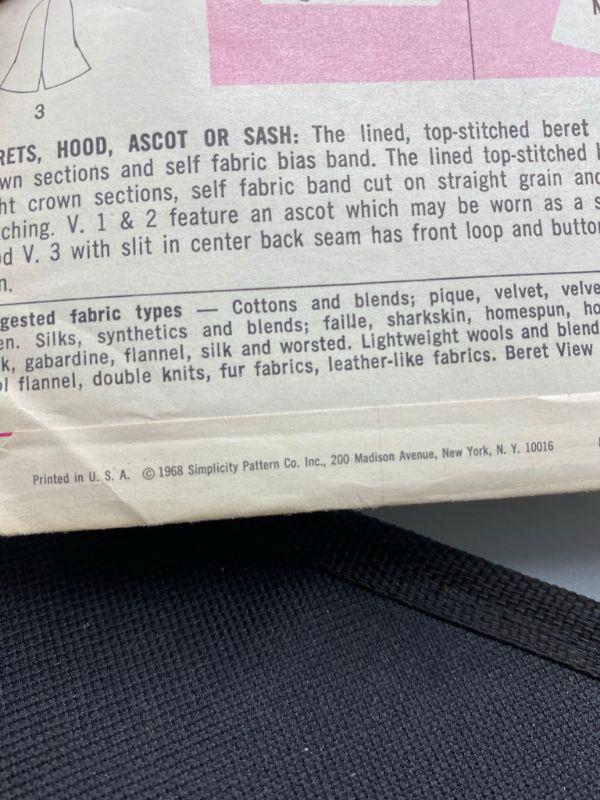 3
RETS, HOOD, ASCOT OR SASH: The lined, top-stitched beret
wn sections and self fabric bias band. The lined top-stitched
ht crown sections, self fabric band cut on straight grain and
ching. V. 1 & 2 feature an ascot which may be worn as a s
d V. 3 with slit in center back seam has front loop and butto
n.
gested fabric types — Cottons and blends; pique, velvet, velve
en. Silks, synthetics and blends; faille, sharkskin, homespun, ho
k, gabardine, flannel, silk and worsted. Lightweight wools and blend
l flannel, double knits, fur fabrics, leather-like fabrics. Beret View
Printed in U. S. A. © 1968 Simplicity Pattern Co. Inc., 200 Madison Avenue, New York, N. Y. 10016